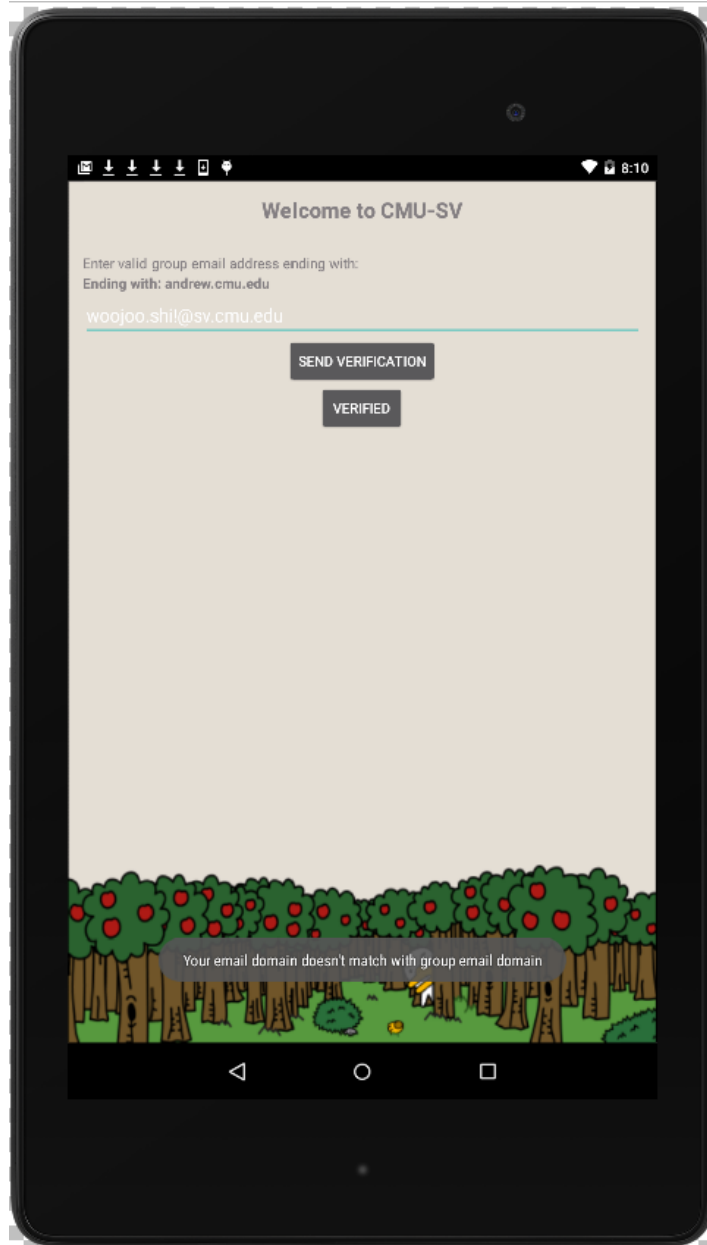 8:10
Welcome to CMU-SV
Enter valid group email address ending with:
Ending with: andrew.cmu.edu
woojoo.shi!@sv.cmu.edu
SEND VERIFICATION
VERIFIED
Your email domain doesn't match with group email domain